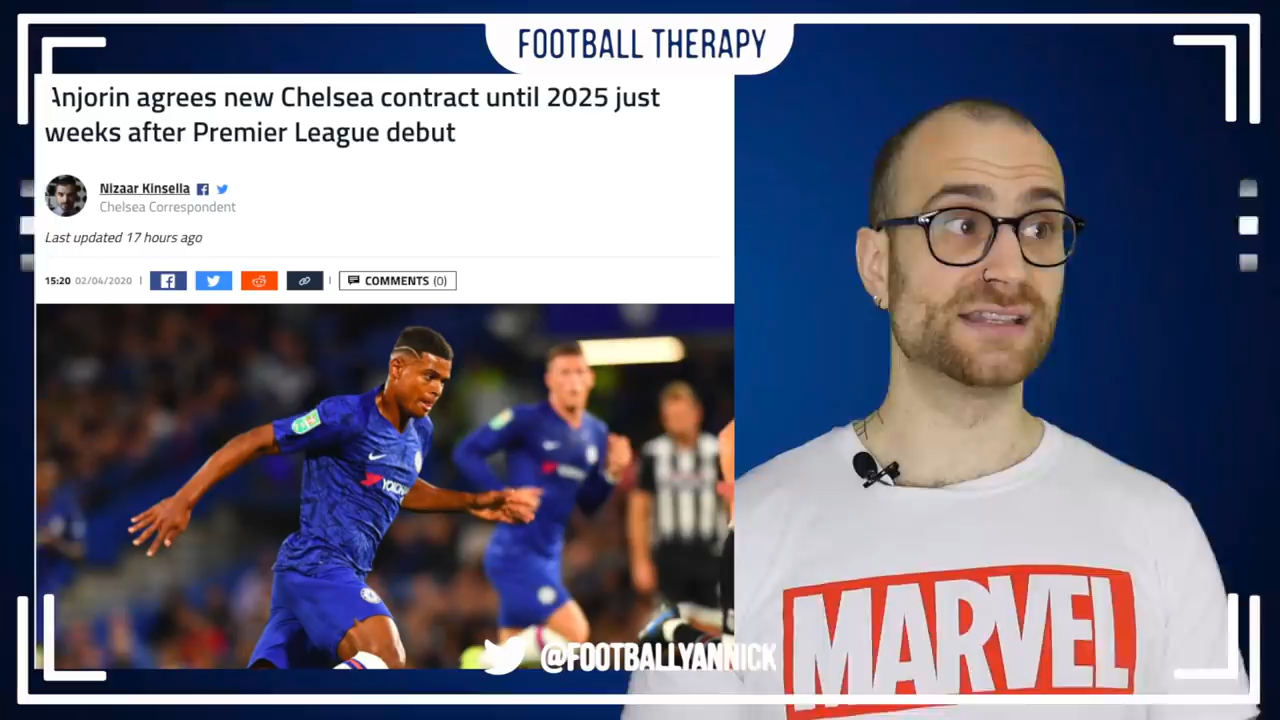 FOOTBALL THERAPY
Anjorin agrees new Chelsea contract until 2025 just
weeks after Premier League debut
Nizaar Kinsella
Chelsea Correspondent
Last updated 17 hours ago
15:20 02/04/2020 | | COMMENTS (0)
YOKO
@FOOTBALLYANNICK
MARVEL